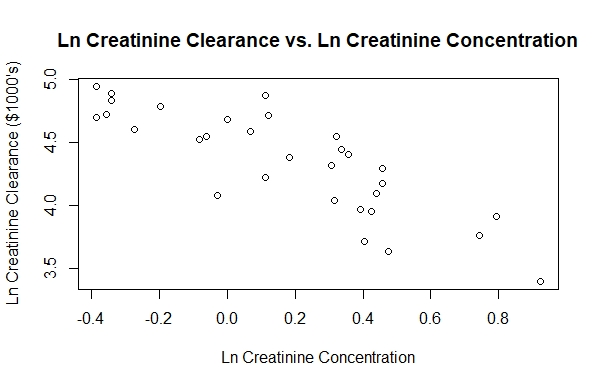 Ln Creatinine Clearance vs. Ln Creatinine Concentration
Ln Creatinine Clearance ($1000's)
5.0
4.5
4.0
3.5
-0.4 -0.2 0.0 0.2 0.4 0.6 0.8
Ln Creatinine Concentration